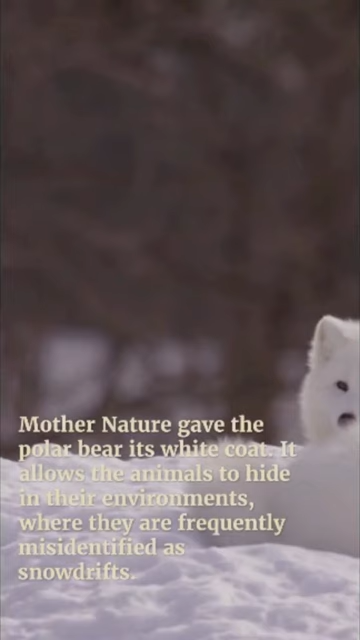 Mother Nature gave the
polar bear its white coat. It
allows the animals to hide
in their environments,
where they are frequently
misidentified as
snowdrifts.